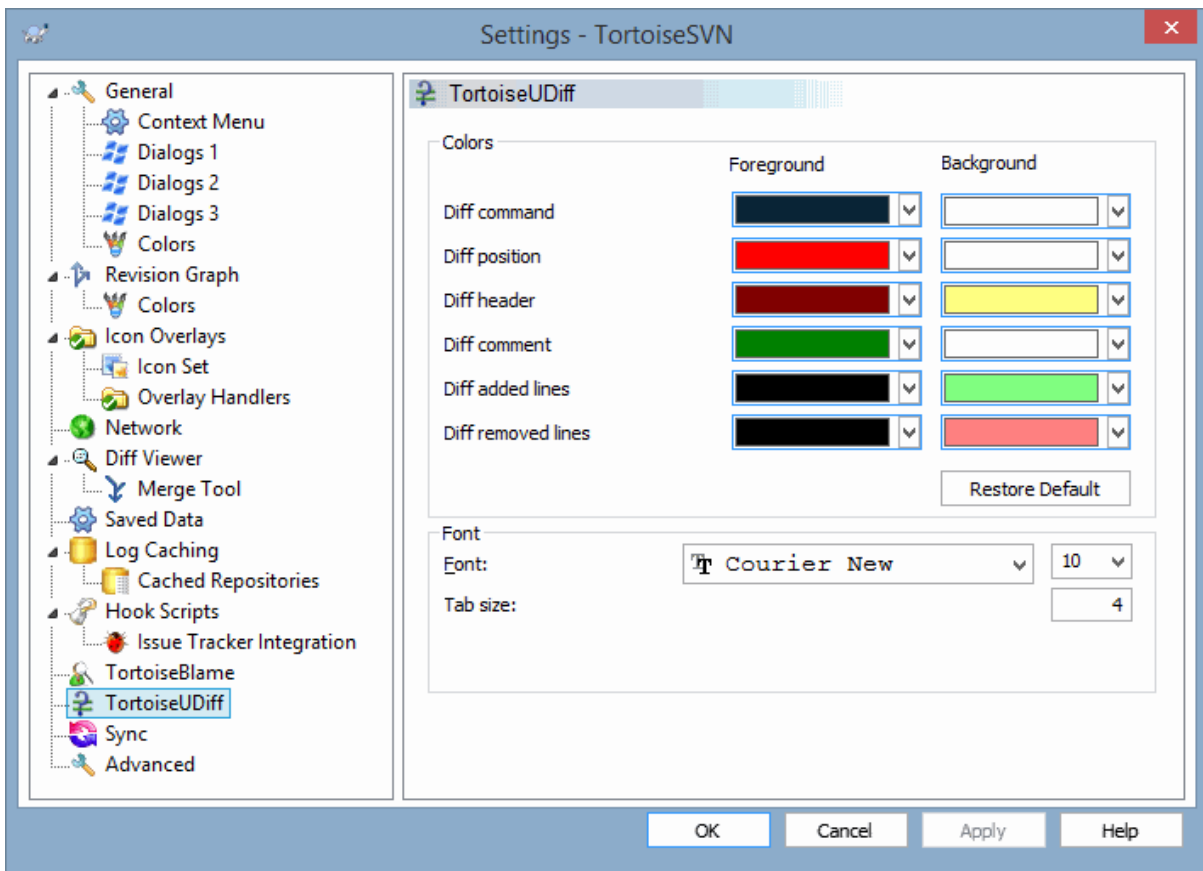 Settings - TortoiseSVN
General
Context Menu
Dialogs 1
Dialogs 2
Dialogs 3
Colors
Revision Graph
Colors
Icon Overlays
Icon Set
Overlay Handlers
Network
Diff Viewer
Merge Tool
Saved Data
Log Caching
Cached Repositories
Hook Scripts
Issue Tracker Integration
TortoiseBlame
TortoiseUDiff
Sync
Advanced
TortoiseUDiff
Colors
Foreground Background
Diff command
Diff position
Diff header
Diff comment
Diff added lines
Diff removed lines
Restore Default
Font
Font: Courier New 10
Tab size: 4
OK Cancel Apply Help